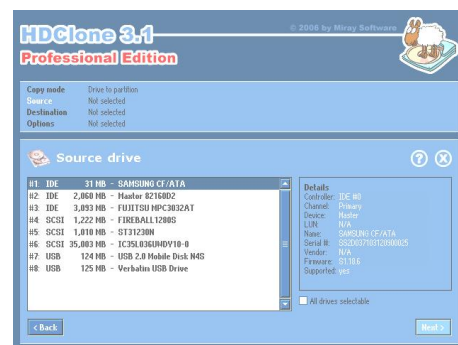 HDClone 3.1
Professional Edition
© 2006 by Miray Software
Copy mode Drive to partition
Source Not selected
Destination Not selected
Options Not selected
Source drive
#1: IDE 31 MB - SAMSUNG CF/ATA
#2: IDE 2,060 MB - Maxtor 82160D2
#3: IDE 3,093 MB - FUJITSU MPC3032AT
#4: SCSI 1,222 MB - FIREBALL1280S
#5: SCSI 1,010 MB - ST31230N
#6: SCSI 35,003 MB - IC35L036UWDY10-0
#7: USB 124 MB - USB 2.0 Mobile Disk N4S
#8: USB 125 MB - Verbatim USB Drive
Details
Controller: IDE #0
Channel: Primary
Device: Master
LUN: N/A
Name: SAMSUNG CF/ATA
Serial #:
Vendor: N/A
Firmware: S1.18.6
Supported: yes
All drives selectable
< Back
Next >